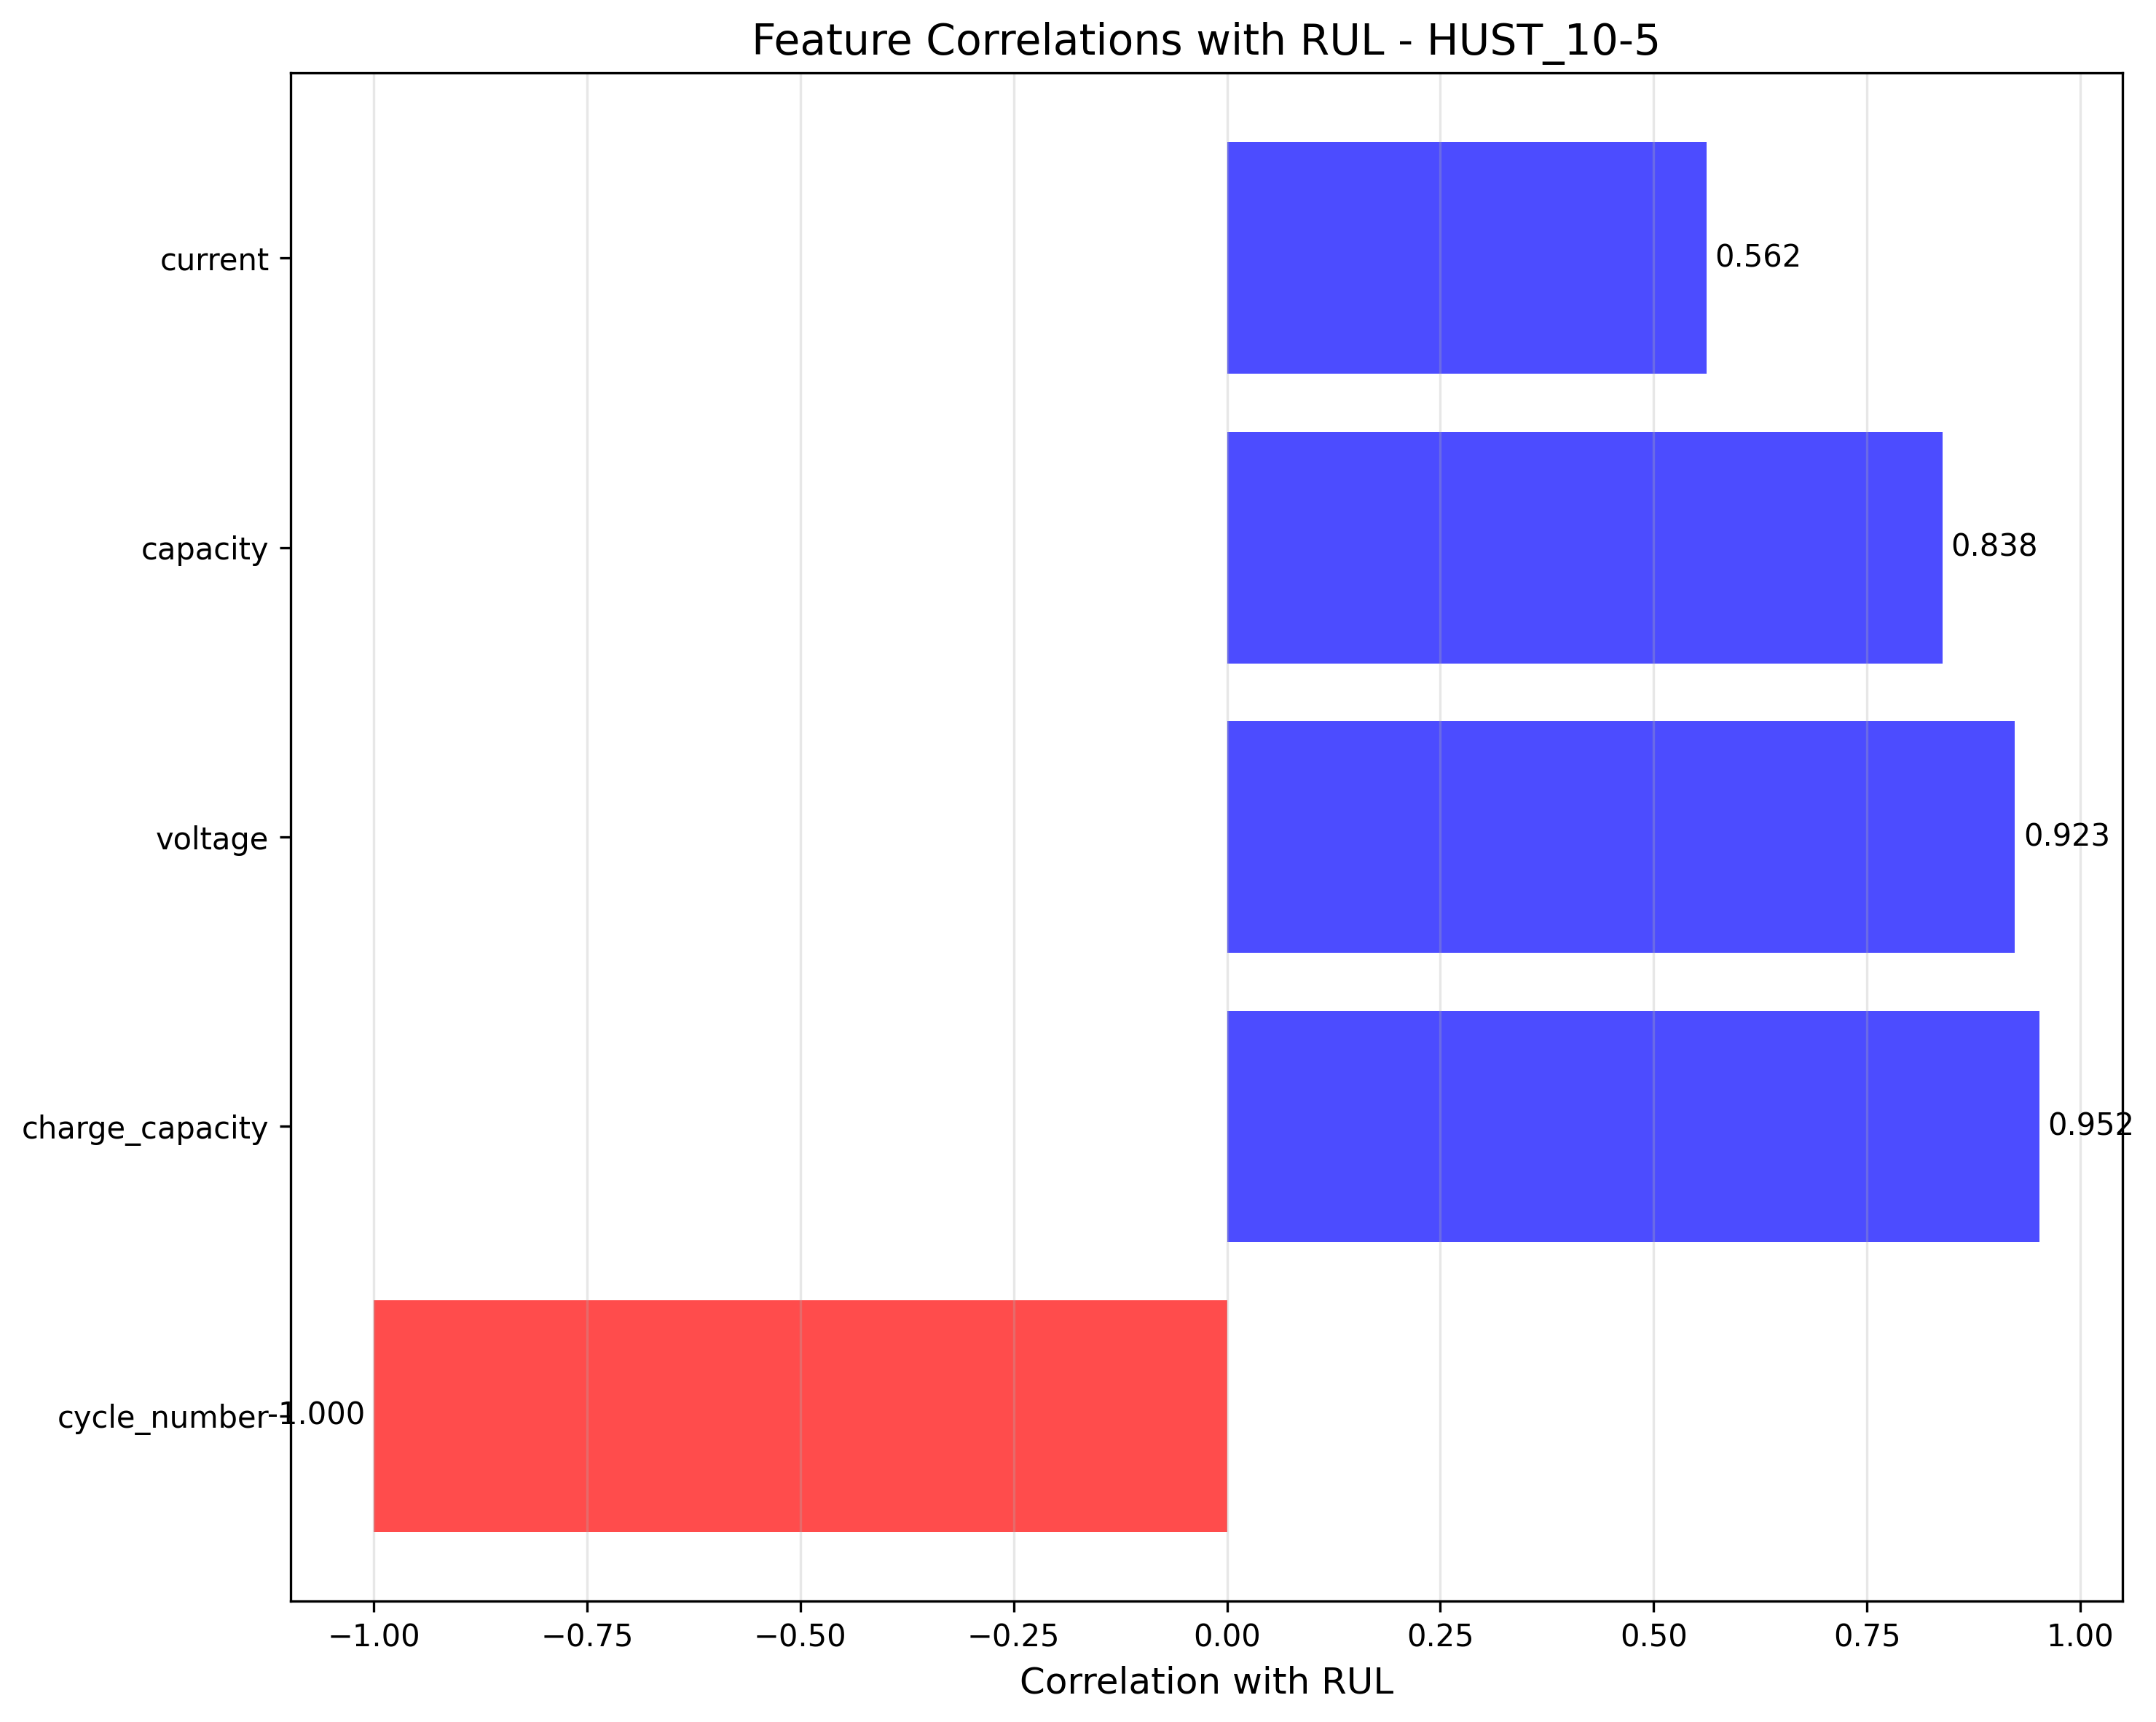 Feature Correlations with RUL - HUST_10-5
current
0.562
capacity
0.838
voltage
0.923
charge_capacity
0.952
cycle_number
-1.000
−1.00
−0.75
−0.50
−0.25
0.00
0.25
0.50
0.75
1.00
Correlation with RUL